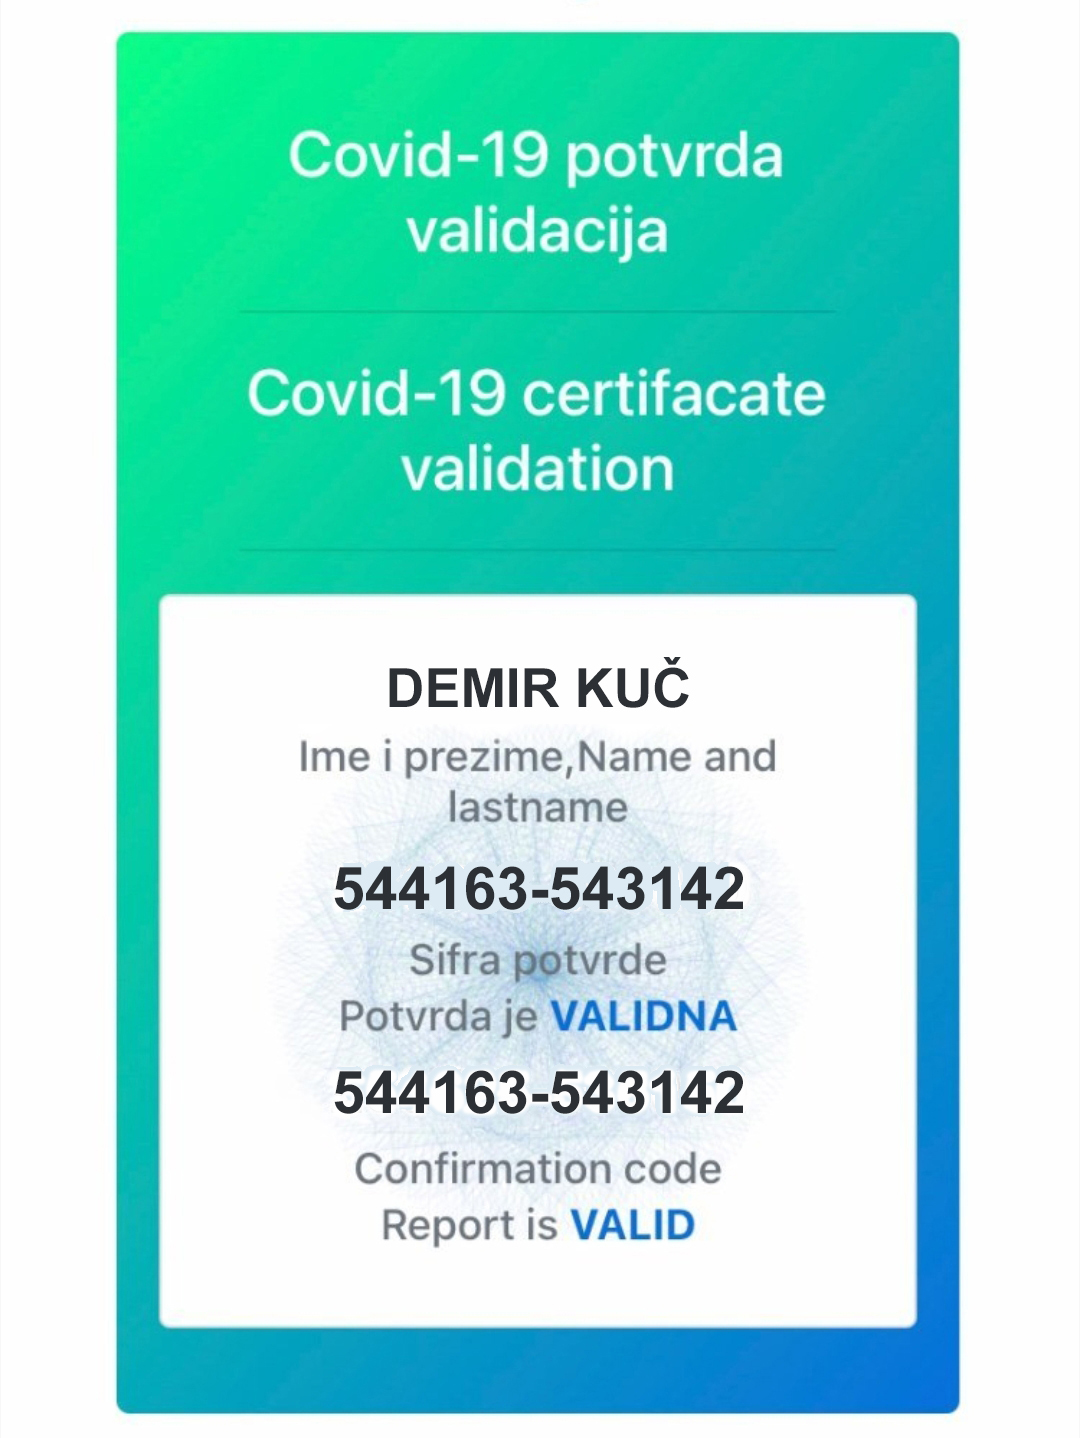 Covid-19 potvrda
validacija
Covid-19 certifacate
validation
DEMIR KUČ
Ime i prezime,Name and
lastname
544163-543142
Sifra potvrde
Potvrda je VALIDNA
544163-543142
Confirmation code
Report is VALID